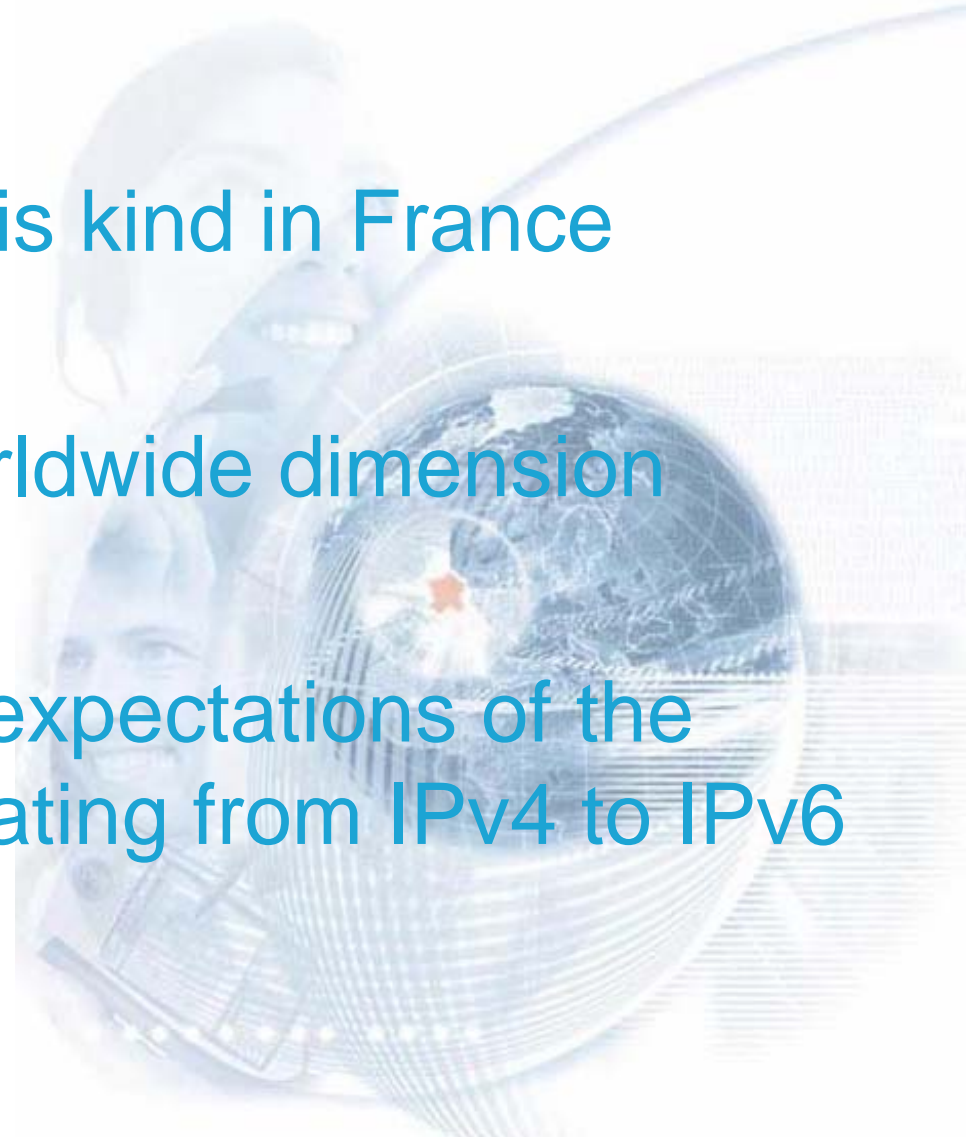 is kind in France
rldwide dimension
expectations of the
ating from IPv4 to IPv6